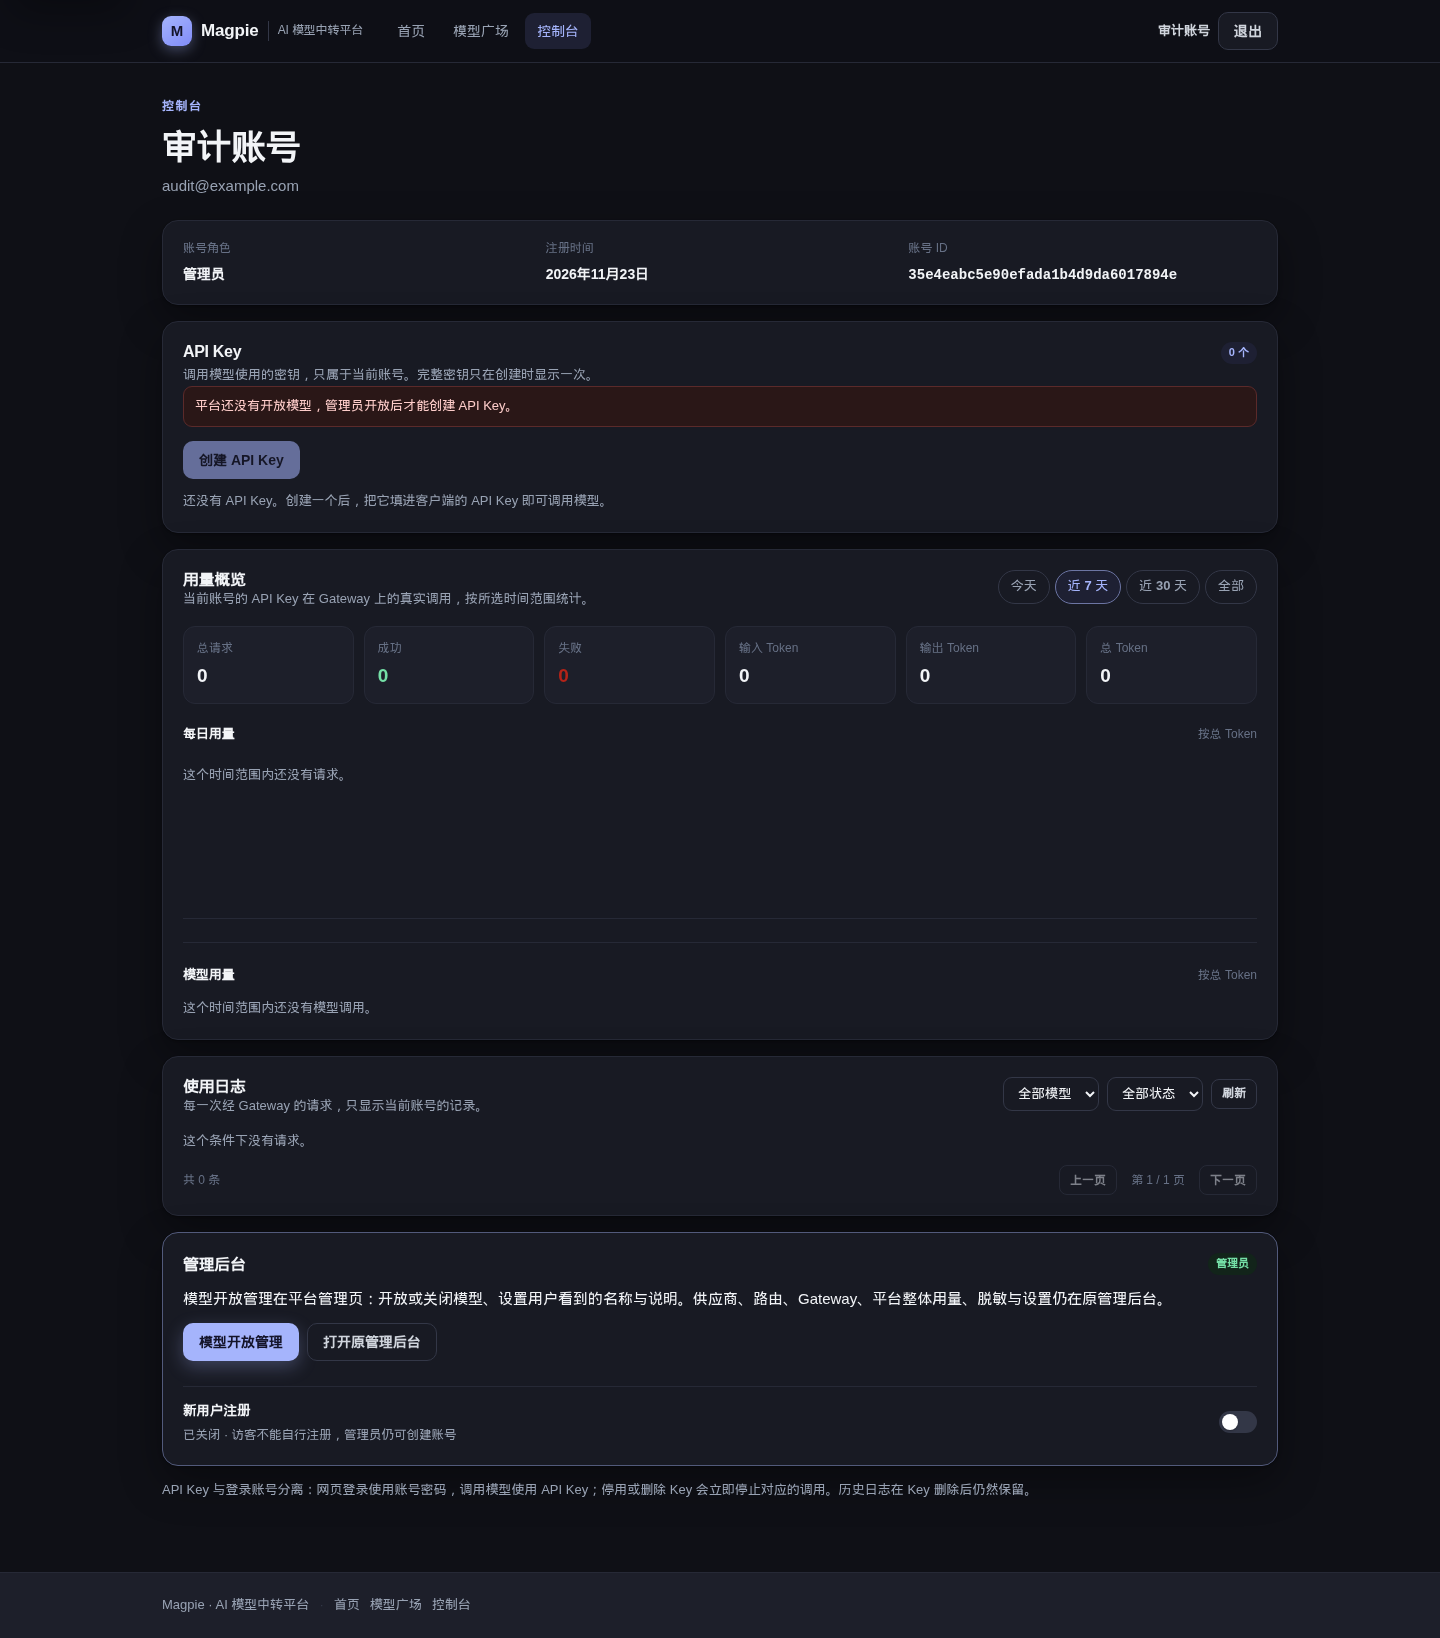 M Magpie AI 模型中转平台 首页 模型广场 控制台 审计账号 退出
控制台
审计账号
audit@example.com
账号角色 注册时间 账号 ID
管理员 2026年11月23日 35e4eabc5e90efada1b4d9da6017894e
API Key 0 个
调用模型使用的密钥，只属于当前账号。完整密钥只在创建时显示一次。
平台还没有开放模型，管理员开放后才能创建 API Key。
创建 API Key
还没有 API Key。创建一个后，把它填进客户端的 API Key 即可调用模型。
用量概览 今天 近 7 天 近 30 天 全部
当前账号的 API Key 在 Gateway 上的真实调用，按所选时间范围统计。
总请求 成功 失败 输入 Token 输出 Token 总 Token
0 0 0 0 0 0
每日用量 按总 Token
这个时间范围内还没有请求。
模型用量 按总 Token
这个时间范围内还没有模型调用。
使用日志 全部模型 全部状态 刷新
每一次经 Gateway 的请求，只显示当前账号的记录。
这个条件下没有请求。
共 0 条 上一页 第 1 / 1 页 下一页
管理后台 管理员
模型开放管理在平台管理页：开放或关闭模型、设置用户看到的名称与说明。供应商、路由、Gateway、平台整体用量、脱敏与设置仍在原管理后台。
模型开放管理 打开原管理后台
新用户注册
已关闭 · 访客不能自行注册，管理员仍可创建账号
API Key 与登录账号分离：网页登录使用账号密码，调用模型使用 API Key；停用或删除 Key 会立即停止对应的调用。历史日志在 Key 删除后仍然保留。
Magpie · AI 模型中转平台 首页 模型广场 控制台